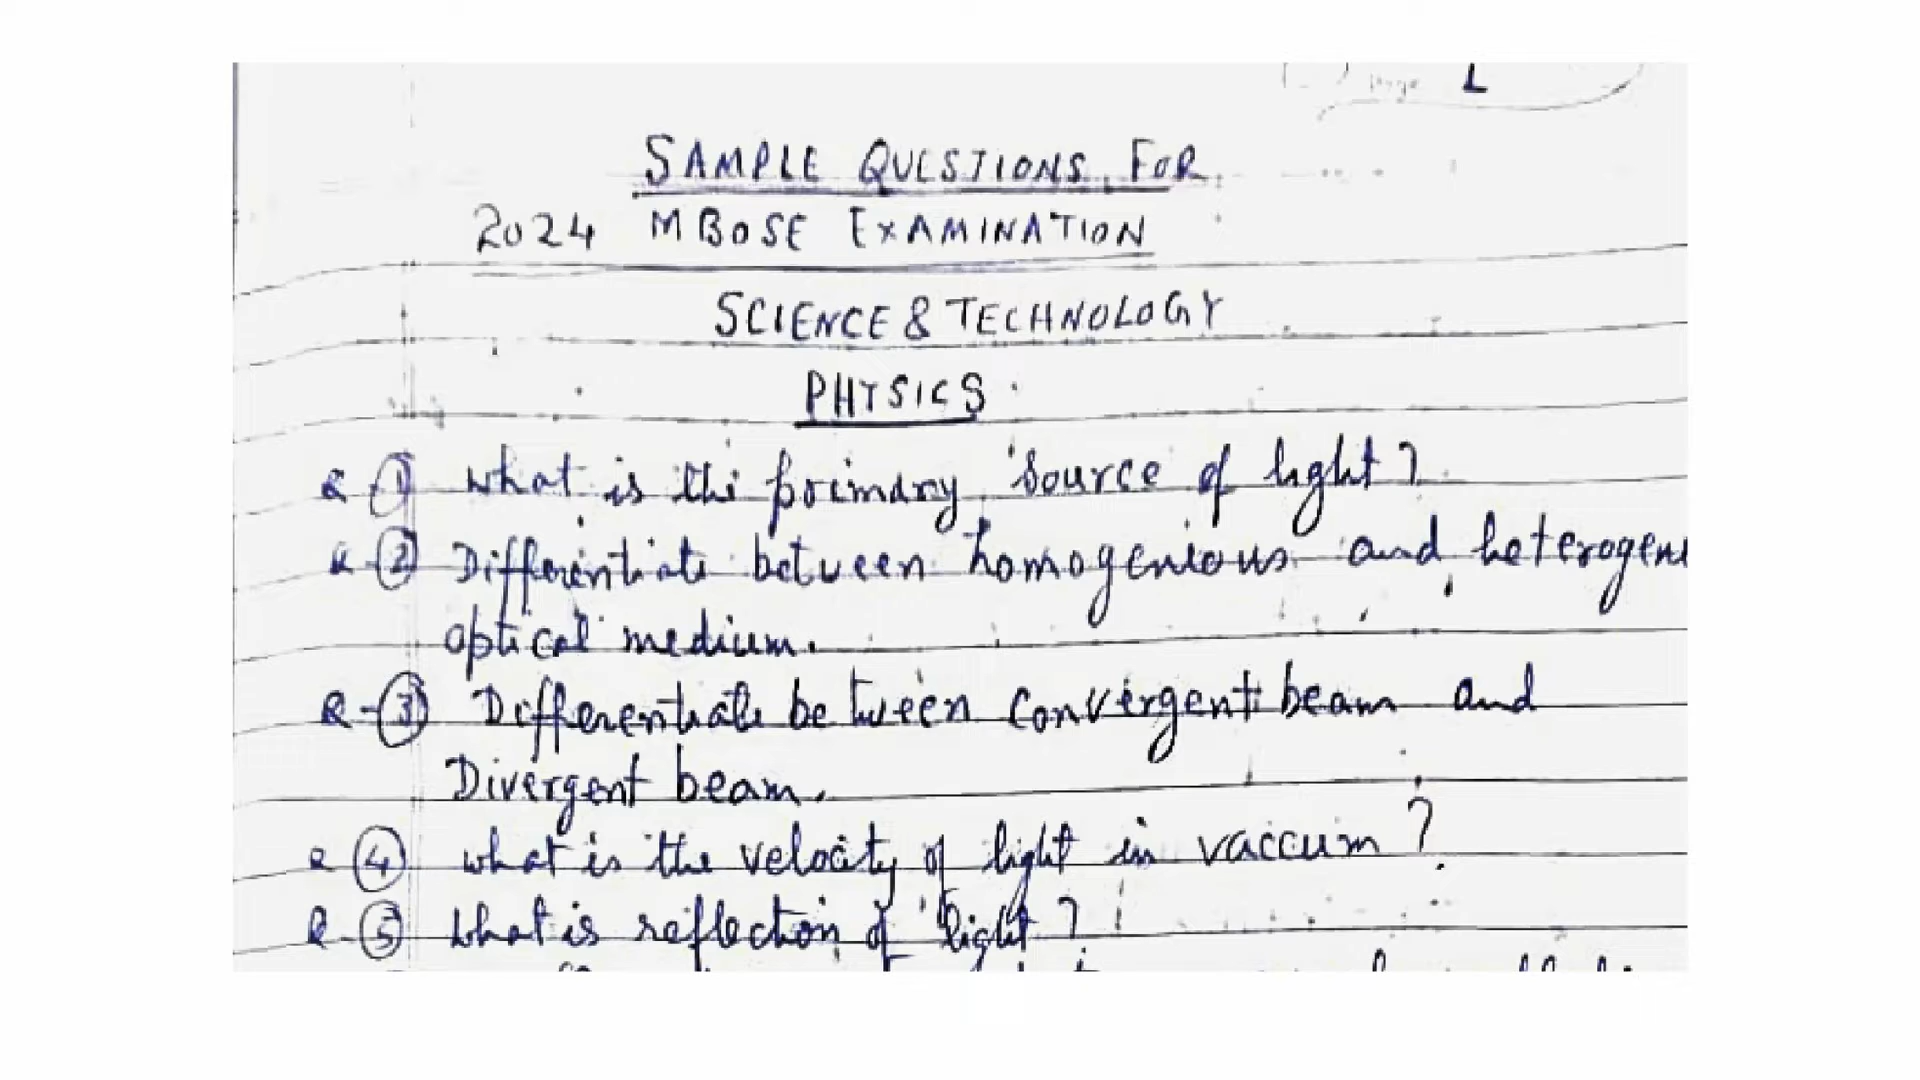 Page 1
SAMPLE QUESTIONS FOR
2024 MBOSE EXAMINATION
SCIENCE & TECHNOLOGY
PHYSICS
Q-① What is the primary source of light?
Q-② Differentiate between homogenious and heterogen
optical medium.
Q-③ Differentiate between convergent beam and
Divergent beam.
Q-④ What is the velocity of light in vaccum?
Q-⑤ What is reflection of light?